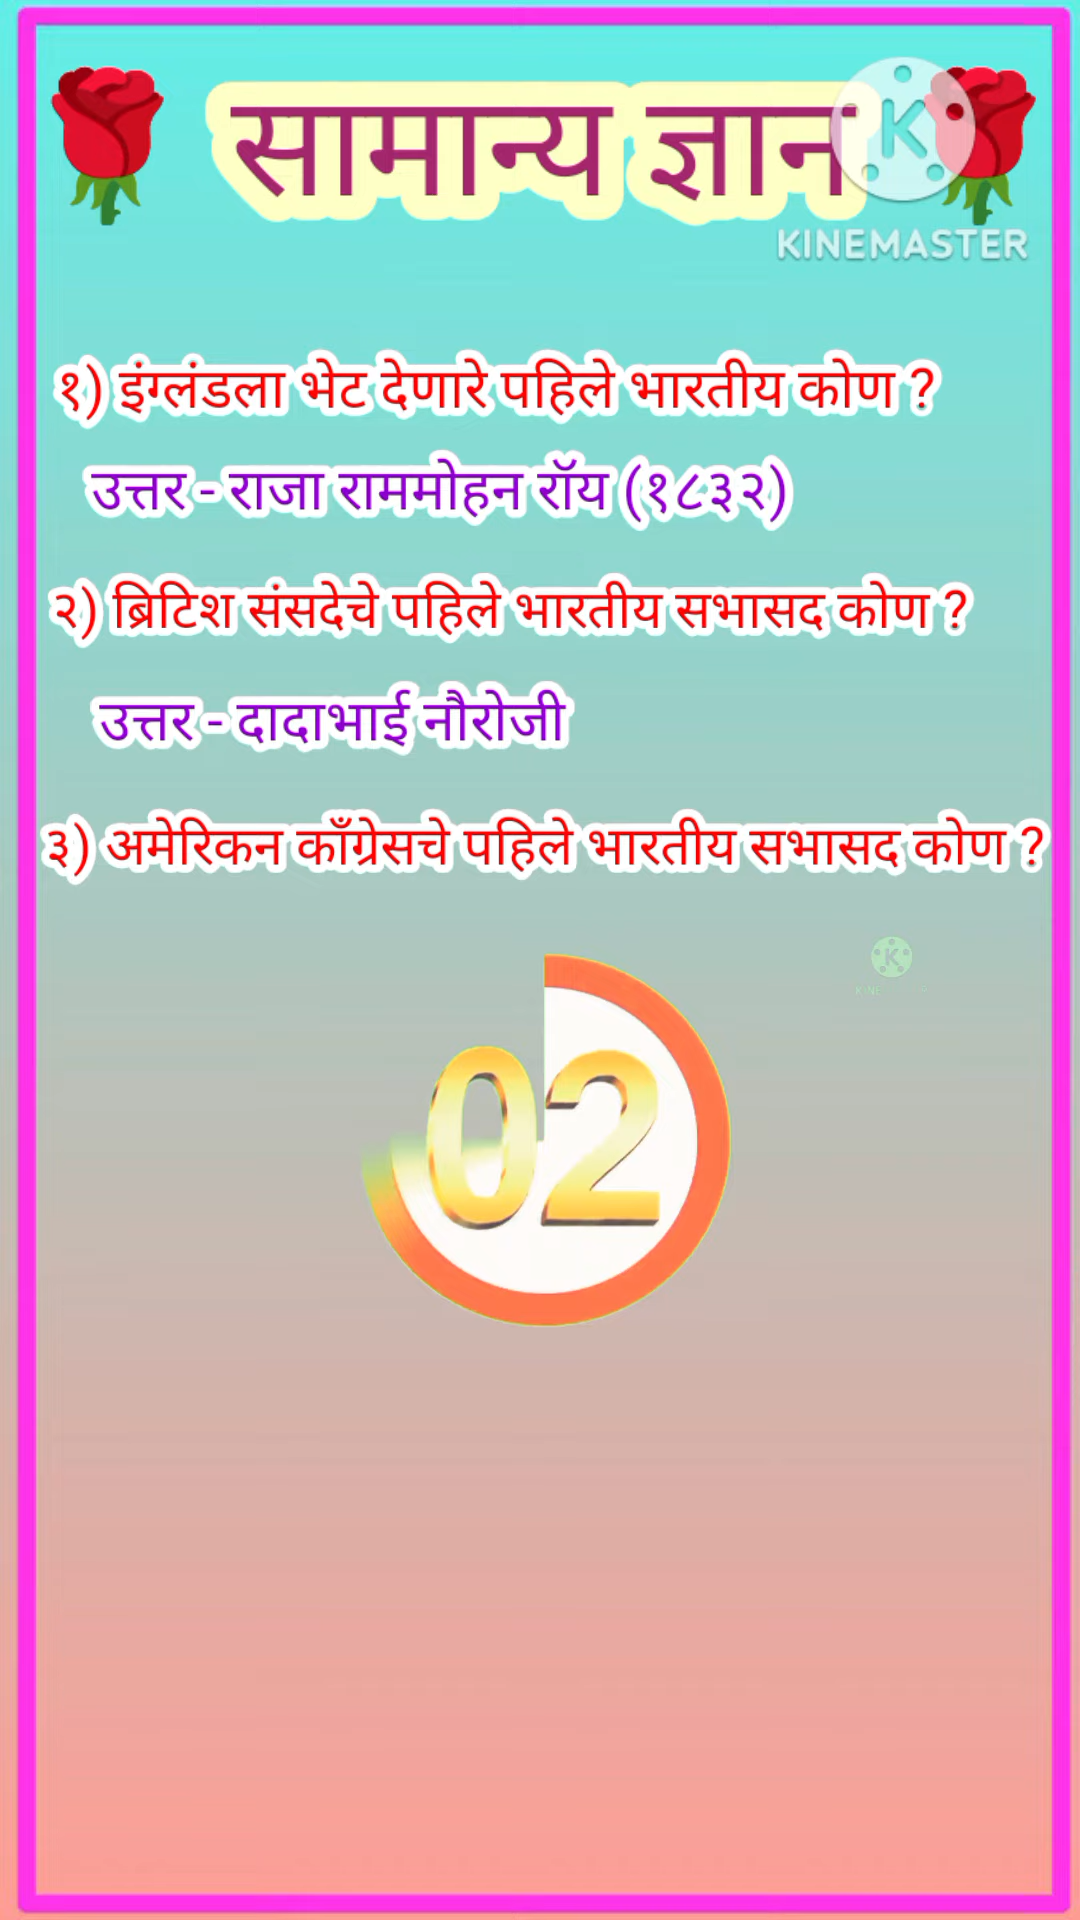 सामान्य ज्ञान
KINEMASTER
१) इंग्लंडला भेट देणारे पहिले भारतीय कोण ?
उत्तर - राजा राममोहन रॉय (१८३२)
२) ब्रिटिश संसदेचे पहिले भारतीय सभासद कोण ?
उत्तर - दादाभाई नौरोजी
३) अमेरिकन काँग्रेसचे पहिले भारतीय सभासद कोण ?
02